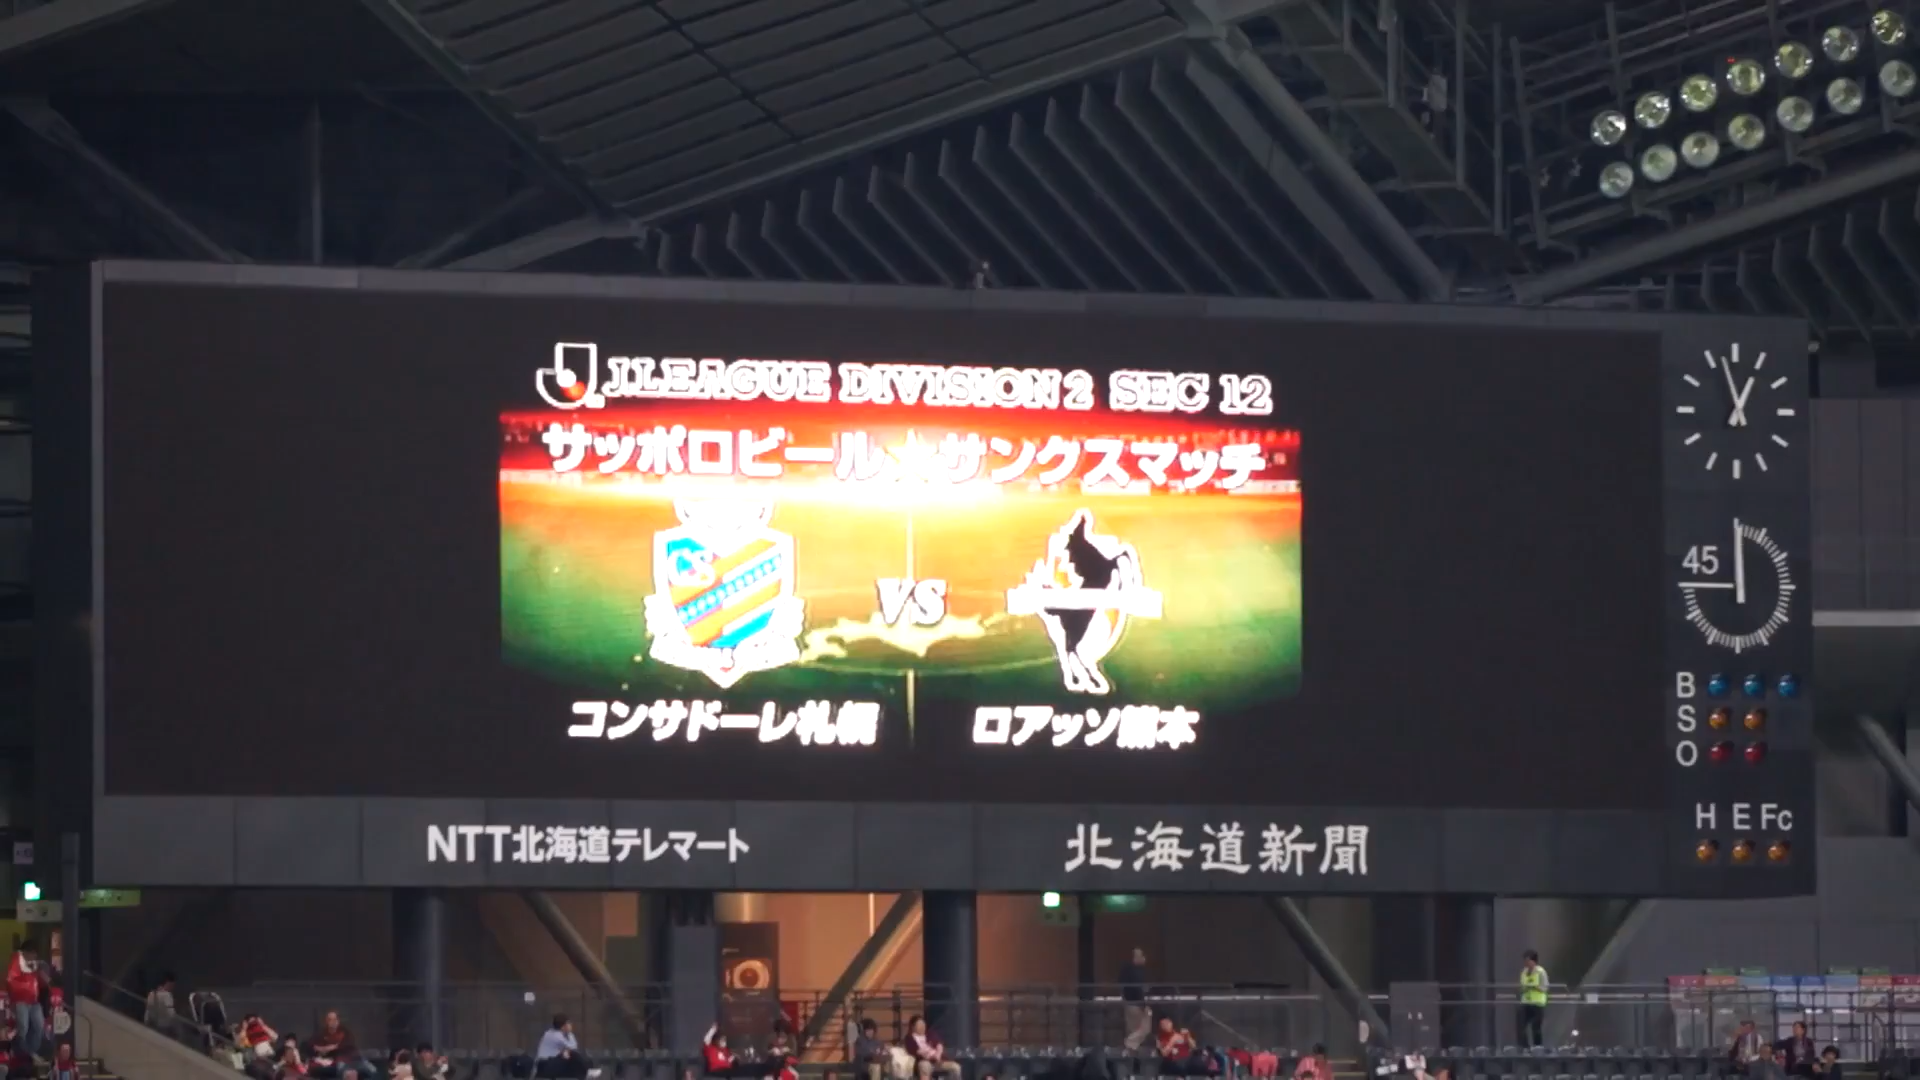 J.LEAGUE DIVISION 2 SEC 12
サッポロビール★サンクスマッチ
VS
コンサドーレ札幌
ロアッソ熊本
45
B
S
O
H E Fc
NTT北海道テレマート
北海道新聞